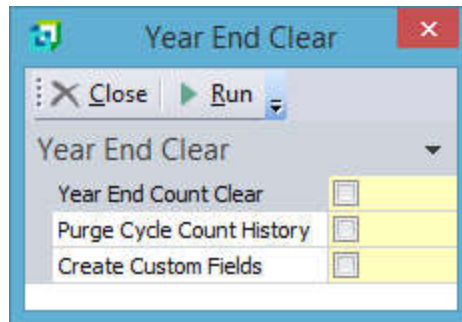 Year End Clear
Close Run
Year End Clear
Year End Count Clear
Purge Cycle Count History
Create Custom Fields